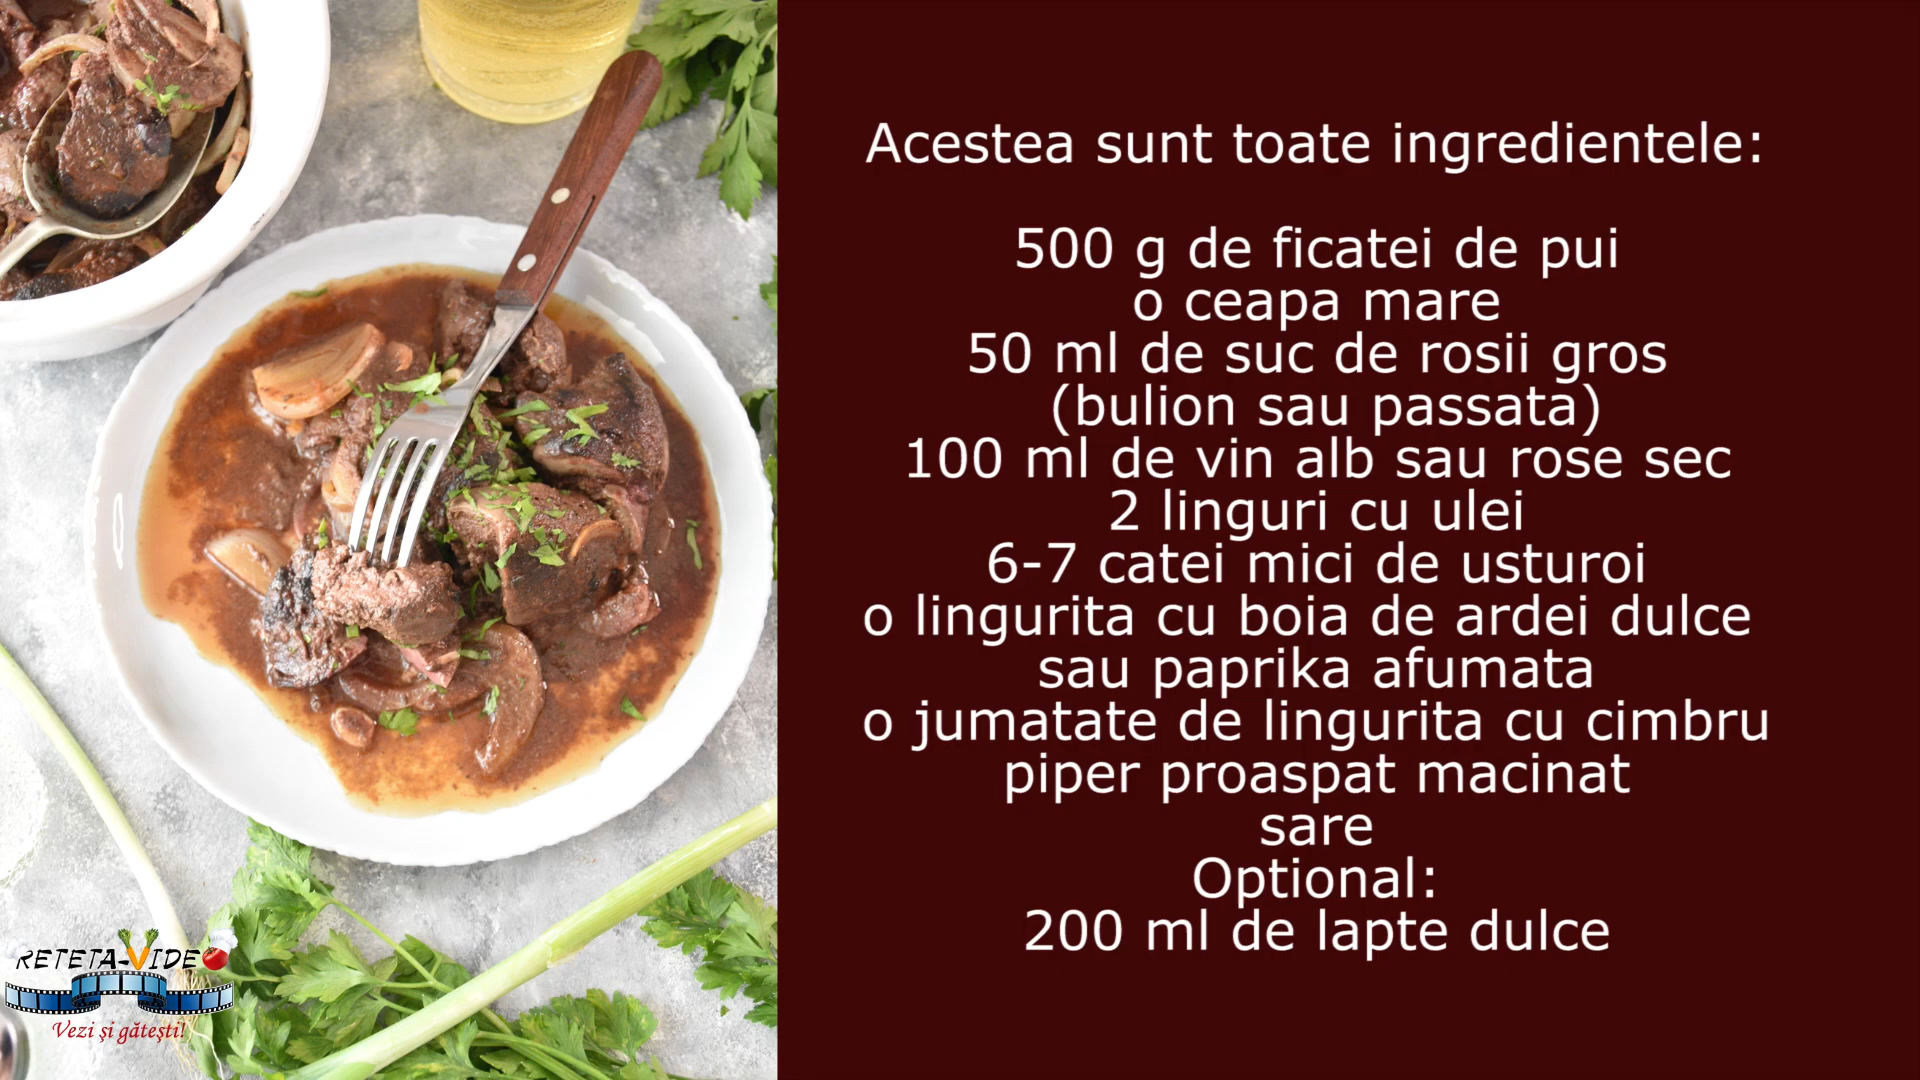 Acestea sunt toate ingredientele:
500 g de ficatei de pui
o ceapa mare
50 ml de suc de rosii gros
(bulion sau passata)
100 ml de vin alb sau rose sec
2 linguri cu ulei
6-7 catei mici de usturoi
o lingurita cu boia de ardei dulce
sau paprika afumata
o jumatate de lingurita cu cimbru
piper proaspat macinat
sare
Optional:
200 ml de lapte dulce
RETETA-VIDEO
Vezi şi găteşti!